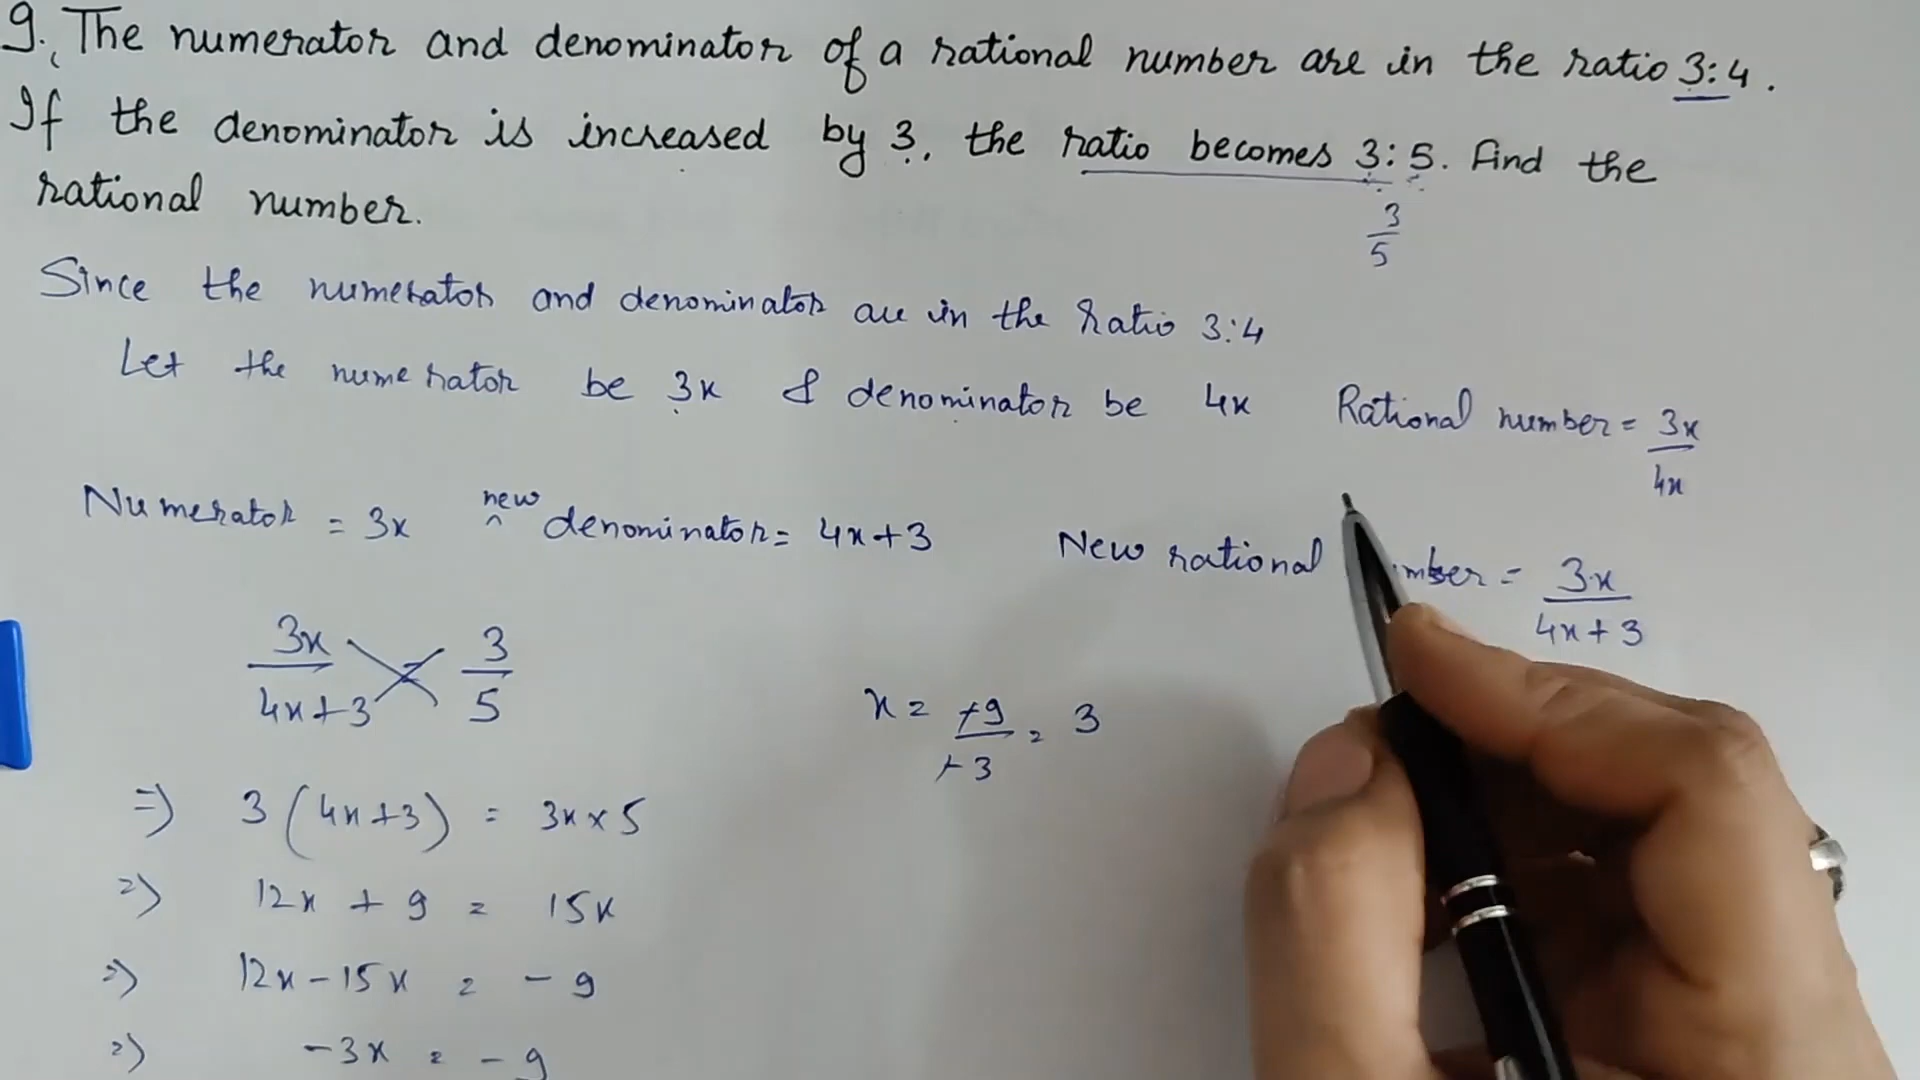 9. The numerator and denominator of a rational number are in the ratio 3:4.
If the denominator is increased by 3, the ratio becomes 3:5. Find the
rational number.
3/5
Since the numerator and denominator are in the ratio 3:4
Let the numerator be 3x & denominator be 4x Rational number = 3x/4x
Numerator = 3x new denominator = 4x+3 New rational number = 3x/4x+3
3x/4x+3 = 3/5
x = -9/-3 = 3
=> 3(4x+3) = 3x×5
=> 12x + 9 = 15x
=> 12x-15x = -9
=> -3x = -9